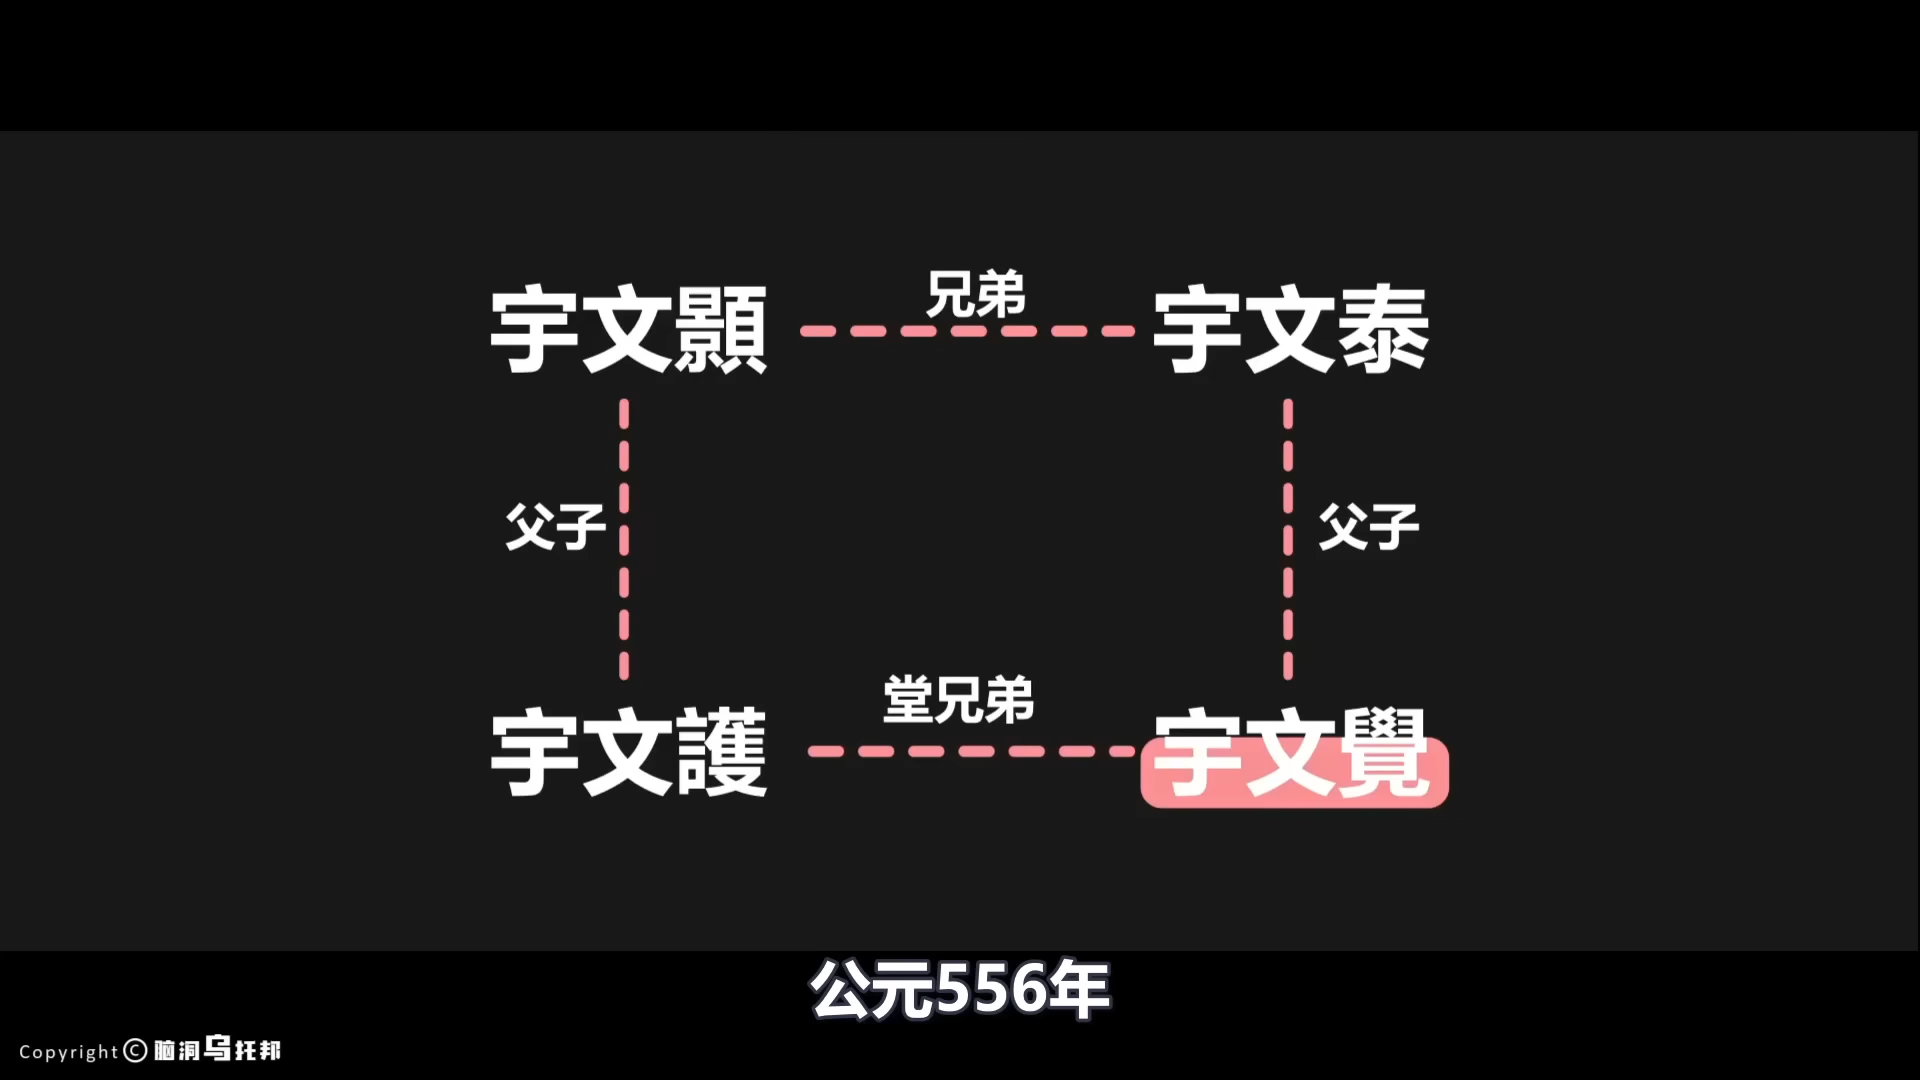 兄弟
宇文顥 宇文泰
父子 父子
堂兄弟
宇文護 宇文覺
公元556年
Copyright © 脑洞乌托邦